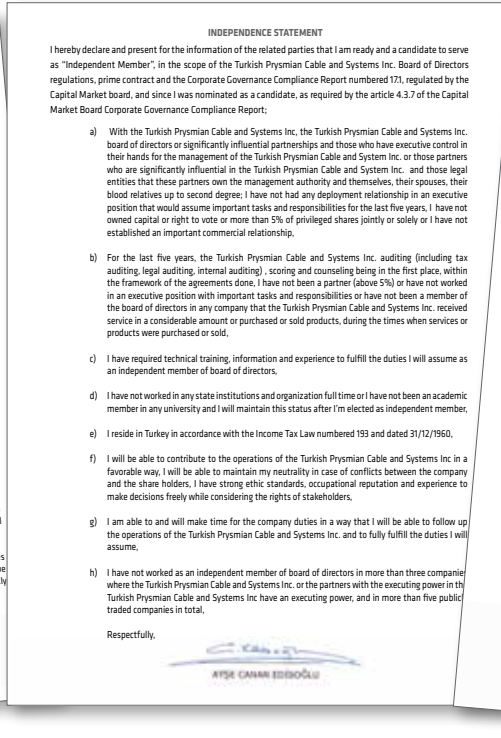 INDEPENDENCE STATEMENT
I hereby declare and present for the information of the related parties that I am ready and a candidate to serve
as "Independent Member", in the scope of the Turkish Prysmian Cable and Systems Inc. Board of Directors
regulations, prime contract and the Corporate Governance Compliance Report numbered 17.1, regulated by the
Capital Market board, and since I was nominated as a candidate, as required by the article 4.3.7 of the Capital
Market Board Corporate Governance Compliance Report;
a) With the Turkish Prysmian Cable and Systems Inc, the Turkish Prysmian Cable and Systems Inc.
board of directors or significantly influential partnerships and those who have executive control in
their hands for the management of the Turkish Prysmian Cable and System Inc. or those partners
who are significantly influential in the Turkish Prysmian Cable and System Inc. and those legal
entities that these partners own the management authority and themselves, their spouses, their
blood relatives up to second degree; I have not had any deployment relationship in an executive
position that would assume important tasks and responsibilities for the last five years, I have not
owned capital or right to vote or more than 5% of privileged shares jointly or solely or I have not
established an important commercial relationship,
b) For the last five years, the Turkish Prysmian Cable and Systems Inc. auditing (including tax
auditing, legal auditing, internal auditing) , scoring and counseling being in the first place, within
the framework of the agreements done, I have not been a partner (above 5%) or have not worked
in an executive position with important tasks and responsibilities or have not been a member of
the board of directors in any company that the Turkish Prysmian Cable and Systems Inc. received
service in a considerable amount or purchased or sold products, during the times when services or
products were purchased or sold,
c) I have required technical training, information and experience to fulfill the duties I will assume as
an independent member of board of directors,
d) I have not worked in any state institutions and organization full time or I have not been an academic
member in any university and I will maintain this status after I'm elected as independent member,
e) I reside in Turkey in accordance with the Income Tax Law numbered 193 and dated 31/12/1960,
f) I will be able to contribute to the operations of the Turkish Prysmian Cable and Systems Inc in a
favorable way, I will be able to maintain my neutrality in case of conflicts between the company
and the share holders, I have strong ethic standards, occupational reputation and experience to
make decisions freely while considering the rights of stakeholders,
g) I am able to and will make time for the company duties in a way that I will be able to follow up
the operations of the Turkish Prysmian Cable and Systems Inc. and to fully fulfill the duties I will
assume,
h) I have not worked as an independent member of board of directors in more than three companies
where the Turkish Prysmian Cable and Systems Inc. or the partners with the executing power in th
Turkish Prysmian Cable and Systems Inc have an executing power, and in more than five public
traded companies in total,
Respectfully,
AYŞE CANAN EDİBOĞLU